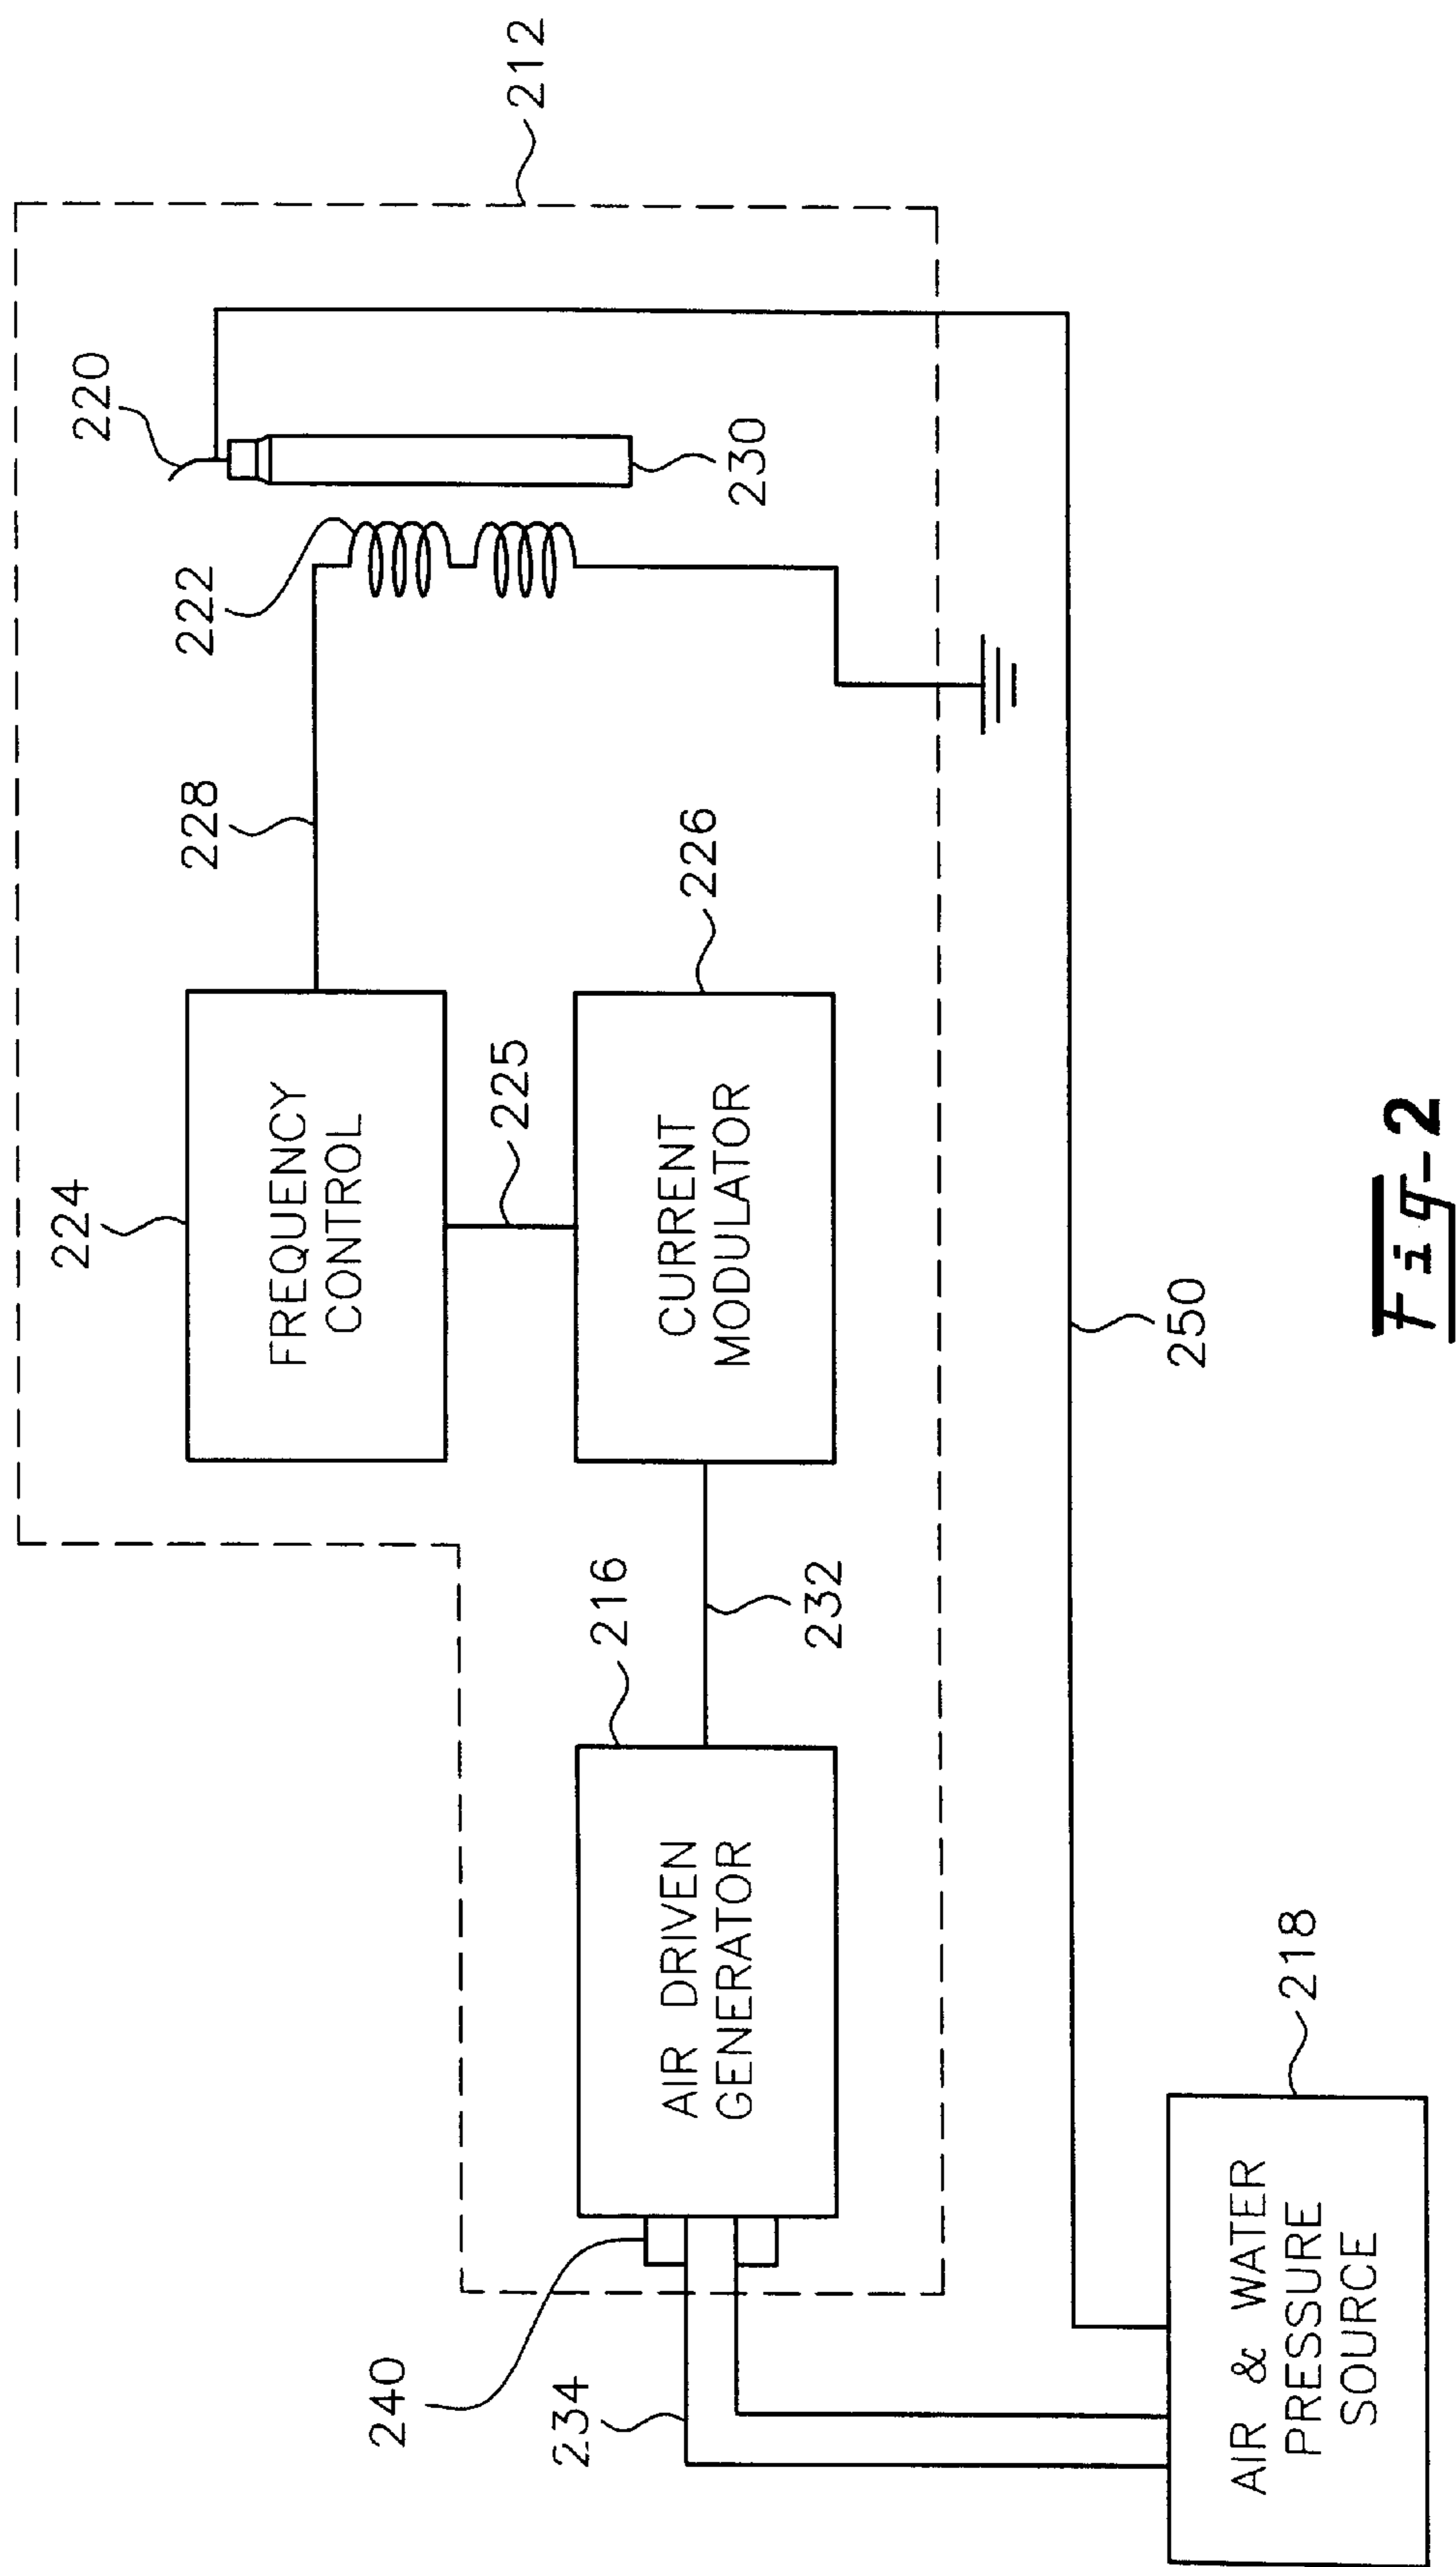 212
220
222
230
228
224
FREQUENCY
CONTROL
225
226
CURRENT
MODULATOR
216
232
AIR DRIVEN
GENERATOR
240
234
250
218
AIR & WATER
PRESSURE
SOURCE
Fig-2